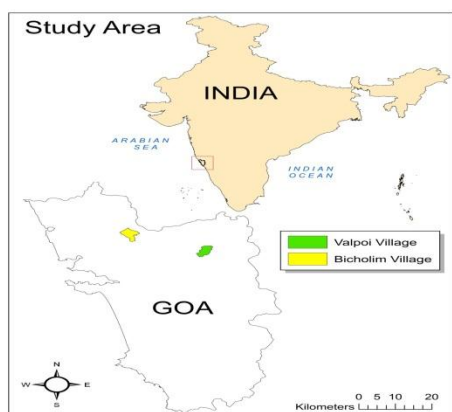 Study Area
INDIA
ARABIAN
SEA
INDIAN
OCEAN
Valpoi Village
Bicholim Village
GOA
N
W E
S
0 5 10 20
Kilometers